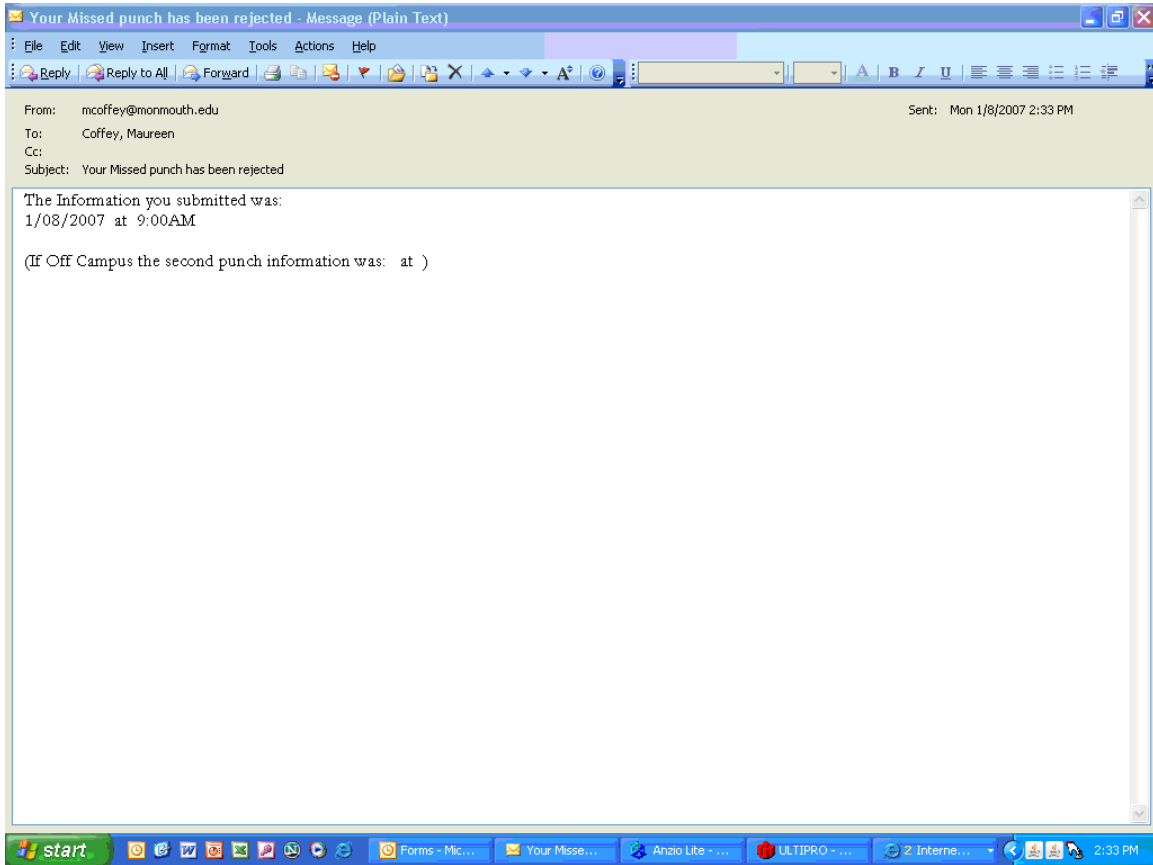 Your Missed punch has been rejected - Message (Plain Text)
File Edit View Insert Format Tools Actions Help
Reply Reply to All Forward A A B I U
From: mcoffey@monmouth.edu Sent: Mon 1/8/2007 2:33 PM
To: Coffey, Maureen
Cc:
Subject: Your Missed punch has been rejected
The Information you submitted was:
1/08/2007 at 9:00AM
(If Off Campus the second punch information was: at )
start Forms - Mic... Your Misse... Anzio Lite - ... ULTIPRO - ... 2 Interne... 2:33 PM